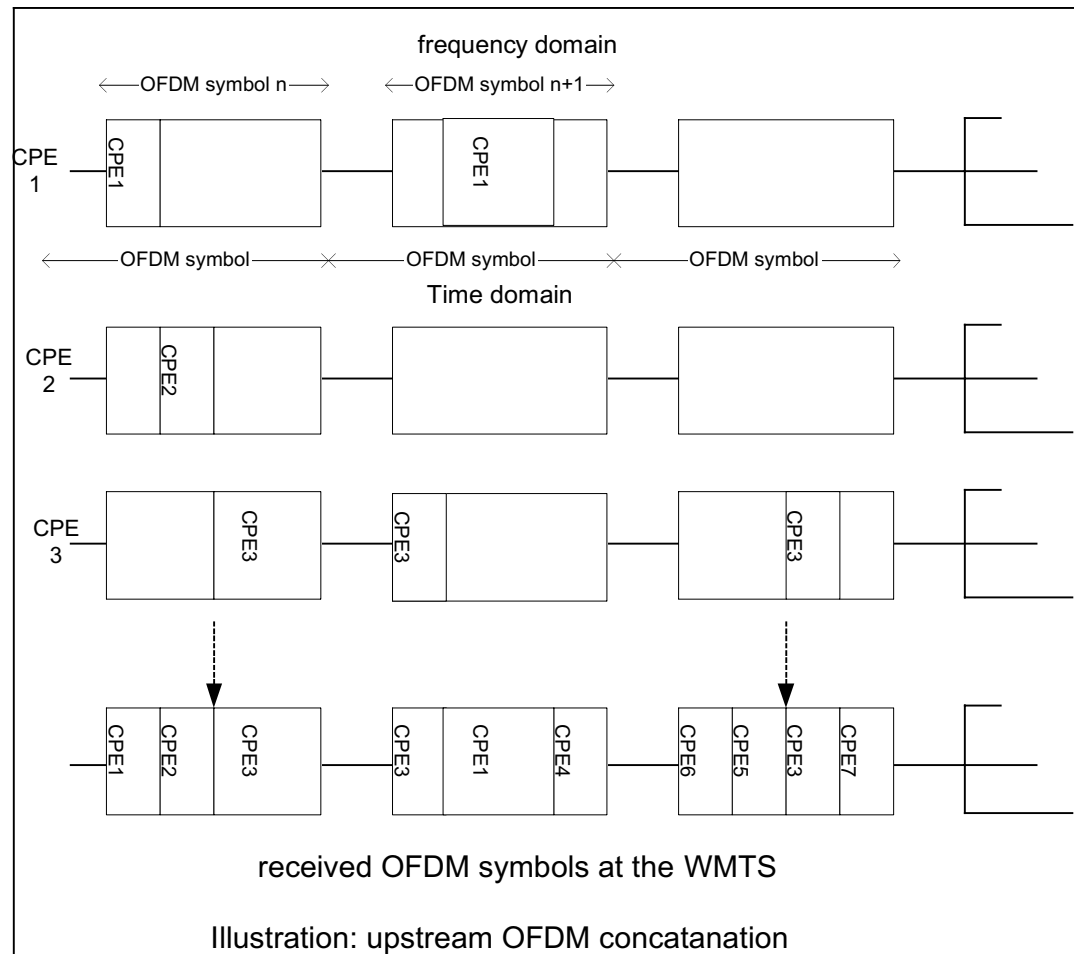 frequency domain
OFDM symbol n
OFDM symbol n+1
CPE
1
CPE1
CPE1
OFDM symbol
OFDM symbol
OFDM symbol
Time domain
CPE
2
CPE2
CPE
3
CPE3
CPE3
CPE3
CPE1
CPE2
CPE3
CPE3
CPE1
CPE4
CPE6
CPE5
CPE3
CPE7
received OFDM symbols at the WMTS
Illustration: upstream OFDM concatanation